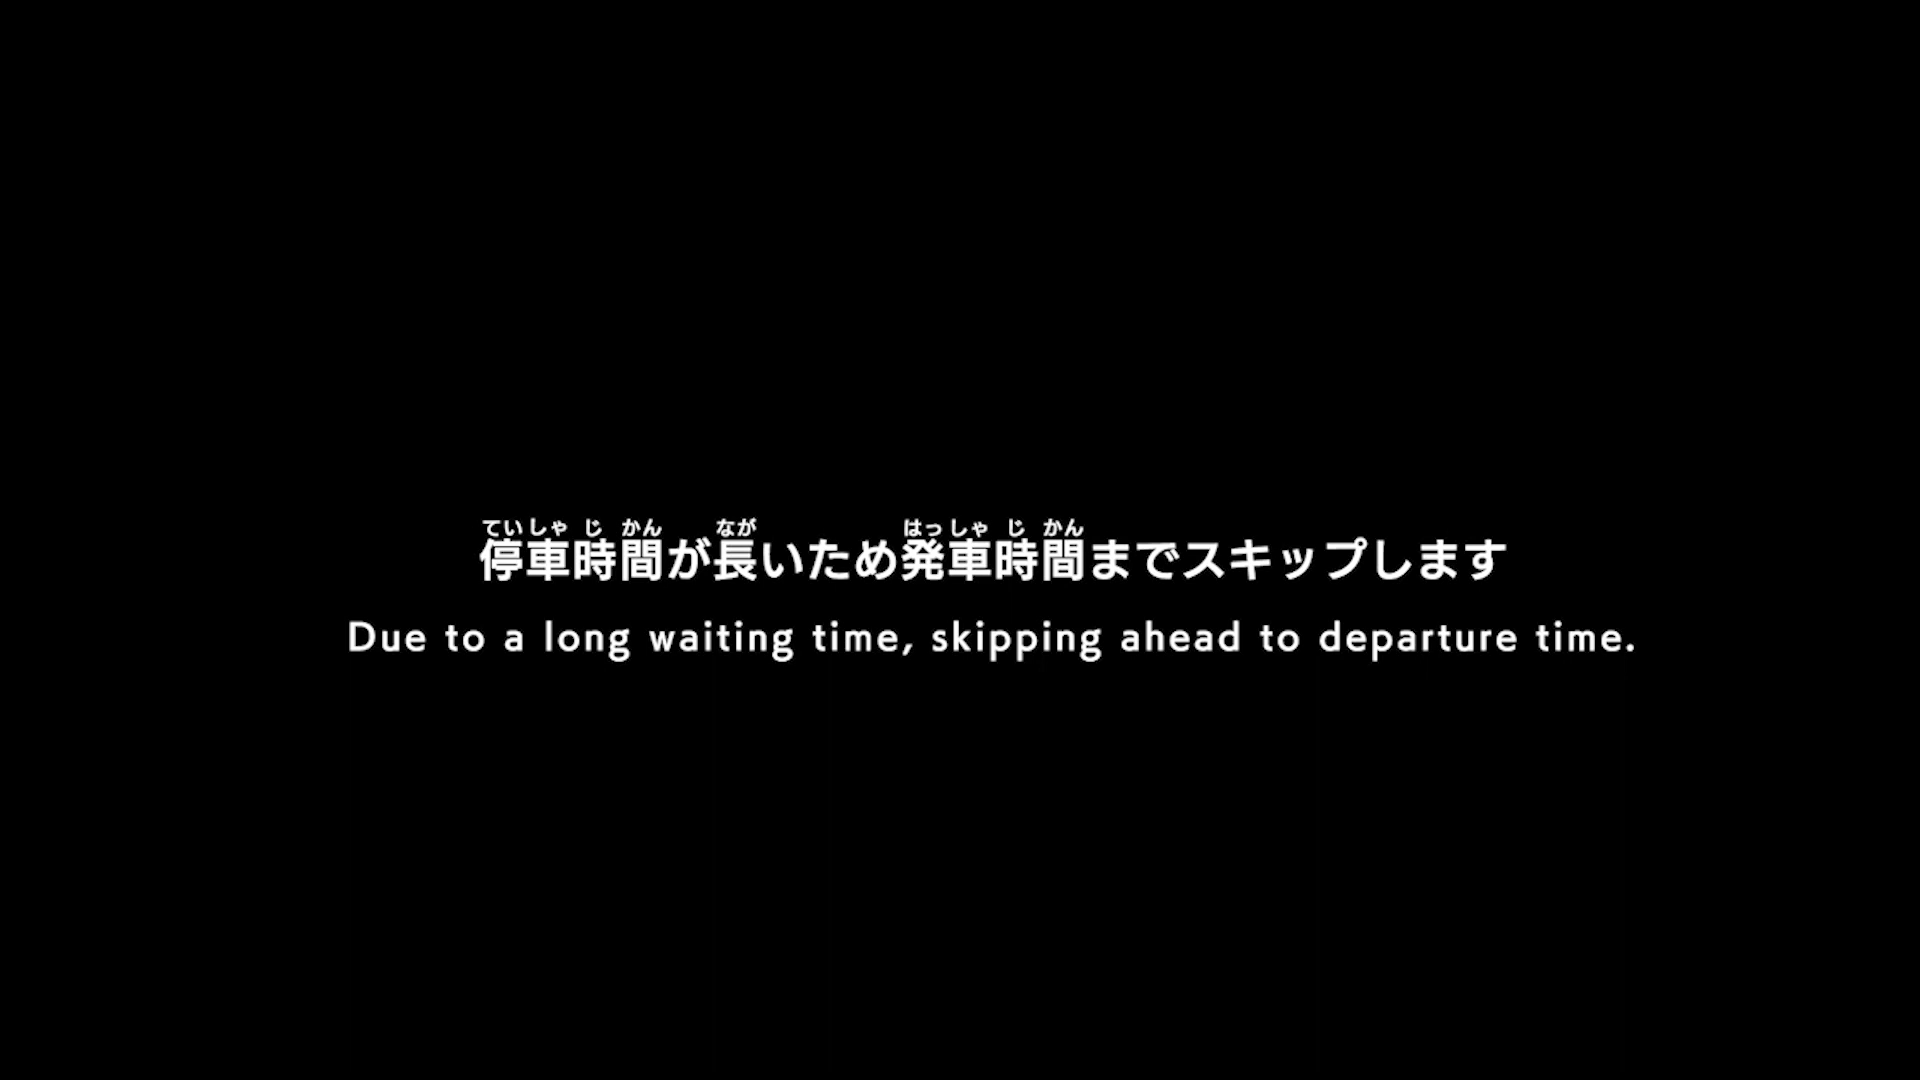 ていしゃ じ かん なが はっしゃ じ かん
停車時間が長いため発車時間までスキップします
Due to a long waiting time, skipping ahead to departure time.